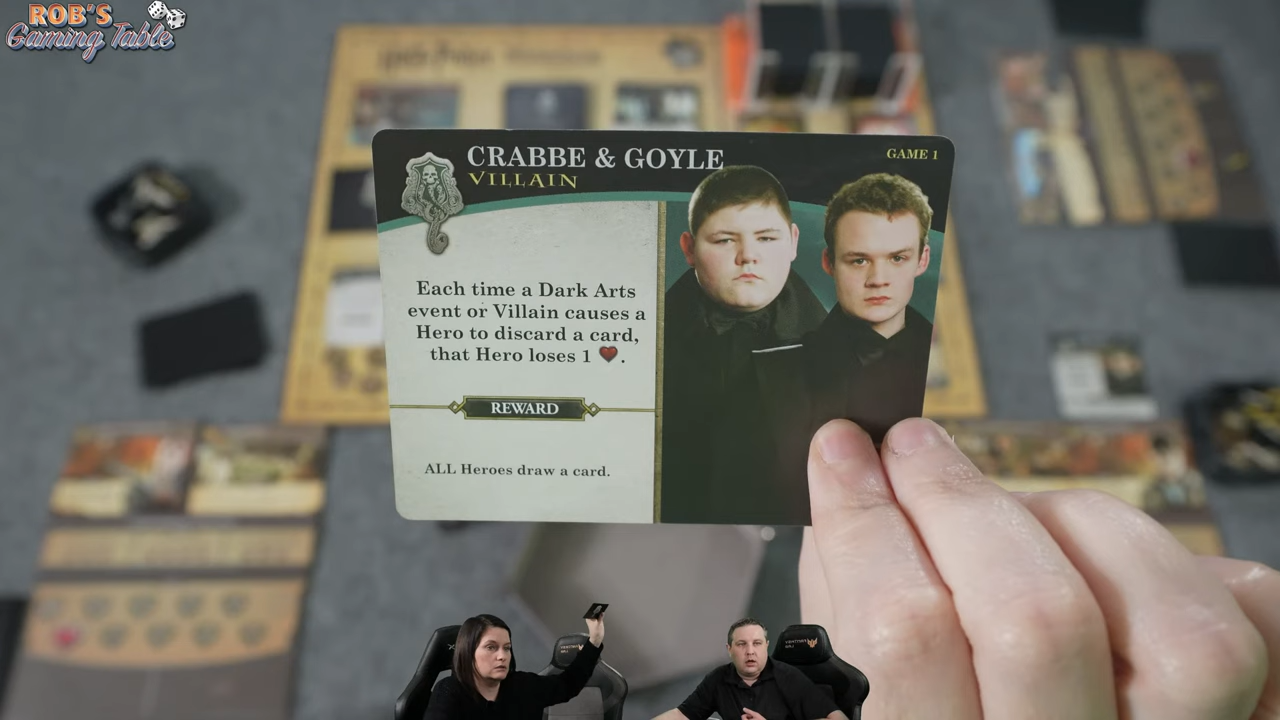 ROB'S
Gaming Table
CRABBE & GOYLE
VILLAIN
GAME 1
Each time a Dark Arts
event or Villain causes a
Hero to discard a card,
that Hero loses 1 ❤.
REWARD
ALL Heroes draw a card.